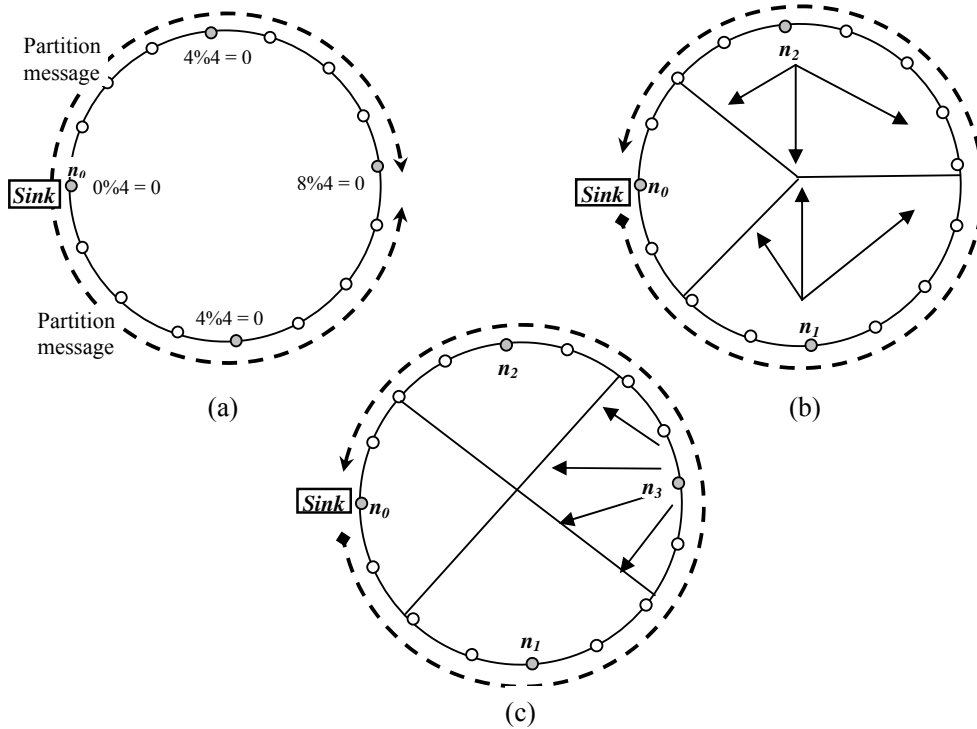 Partition
message
4%4 = 0
n0
Sink
0%4 = 0
8%4 = 0
Partition
message
4%4 = 0
(a)
n2
Sink
n0
n1
(b)
n2
Sink
n0
n3
n1
(c)